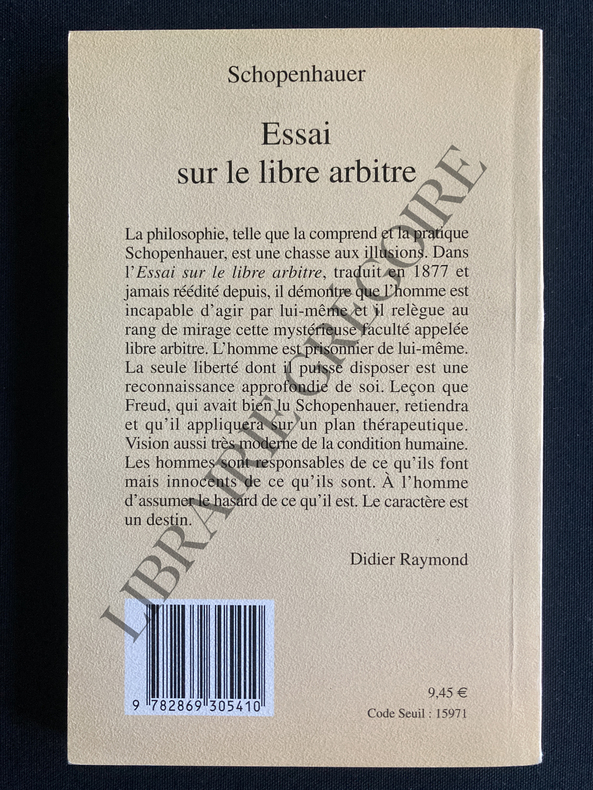 Schopenhauer
Essai
sur le libre arbitre
La philosophie, telle que la comprend et la pratique
Schopenhauer, est une chasse aux illusions. Dans
l'Essai sur le libre arbitre, traduit en 1877 et
jamais réédité depuis, il démontre que l'homme est
incapable d'agir par lui-même et il relègue au
rang de mirage cette mystérieuse faculté appelée
libre arbitre. L'homme est prisonnier de lui-même.
La seule liberté dont il puisse disposer est une
reconnaissance approfondie de soi. Leçon que
Freud, qui avait bien lu Schopenhauer, retiendra
et qu'il appliquera sur un plan thérapeutique.
Vision aussi très moderne de la condition humaine.
Les hommes sont responsables de ce qu'ils font
mais innocents de ce qu'ils sont. À l'homme
d'assumer le hasard de ce qu'il est. Le caractère est
un destin.
Didier Raymond
9 782869 305410
9,45 €
Code Seuil : 15971
LIBRAIRIE GRÉGOIRE